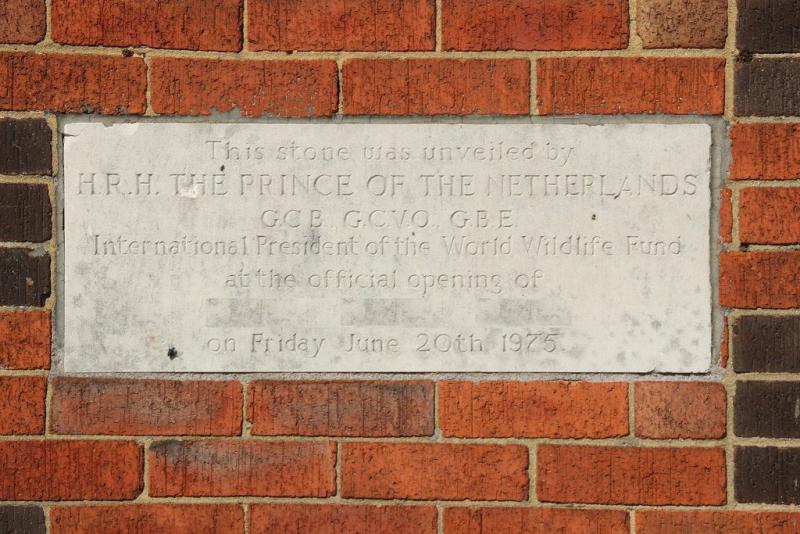 This stone was unveiled by
H.R.H. THE PRINCE OF THE NETHERLANDS
G.C.B., G.C.V.O., G.B.E.
International President of the World Wildlife Fund
at the official opening of
on Friday June 20th 1975.